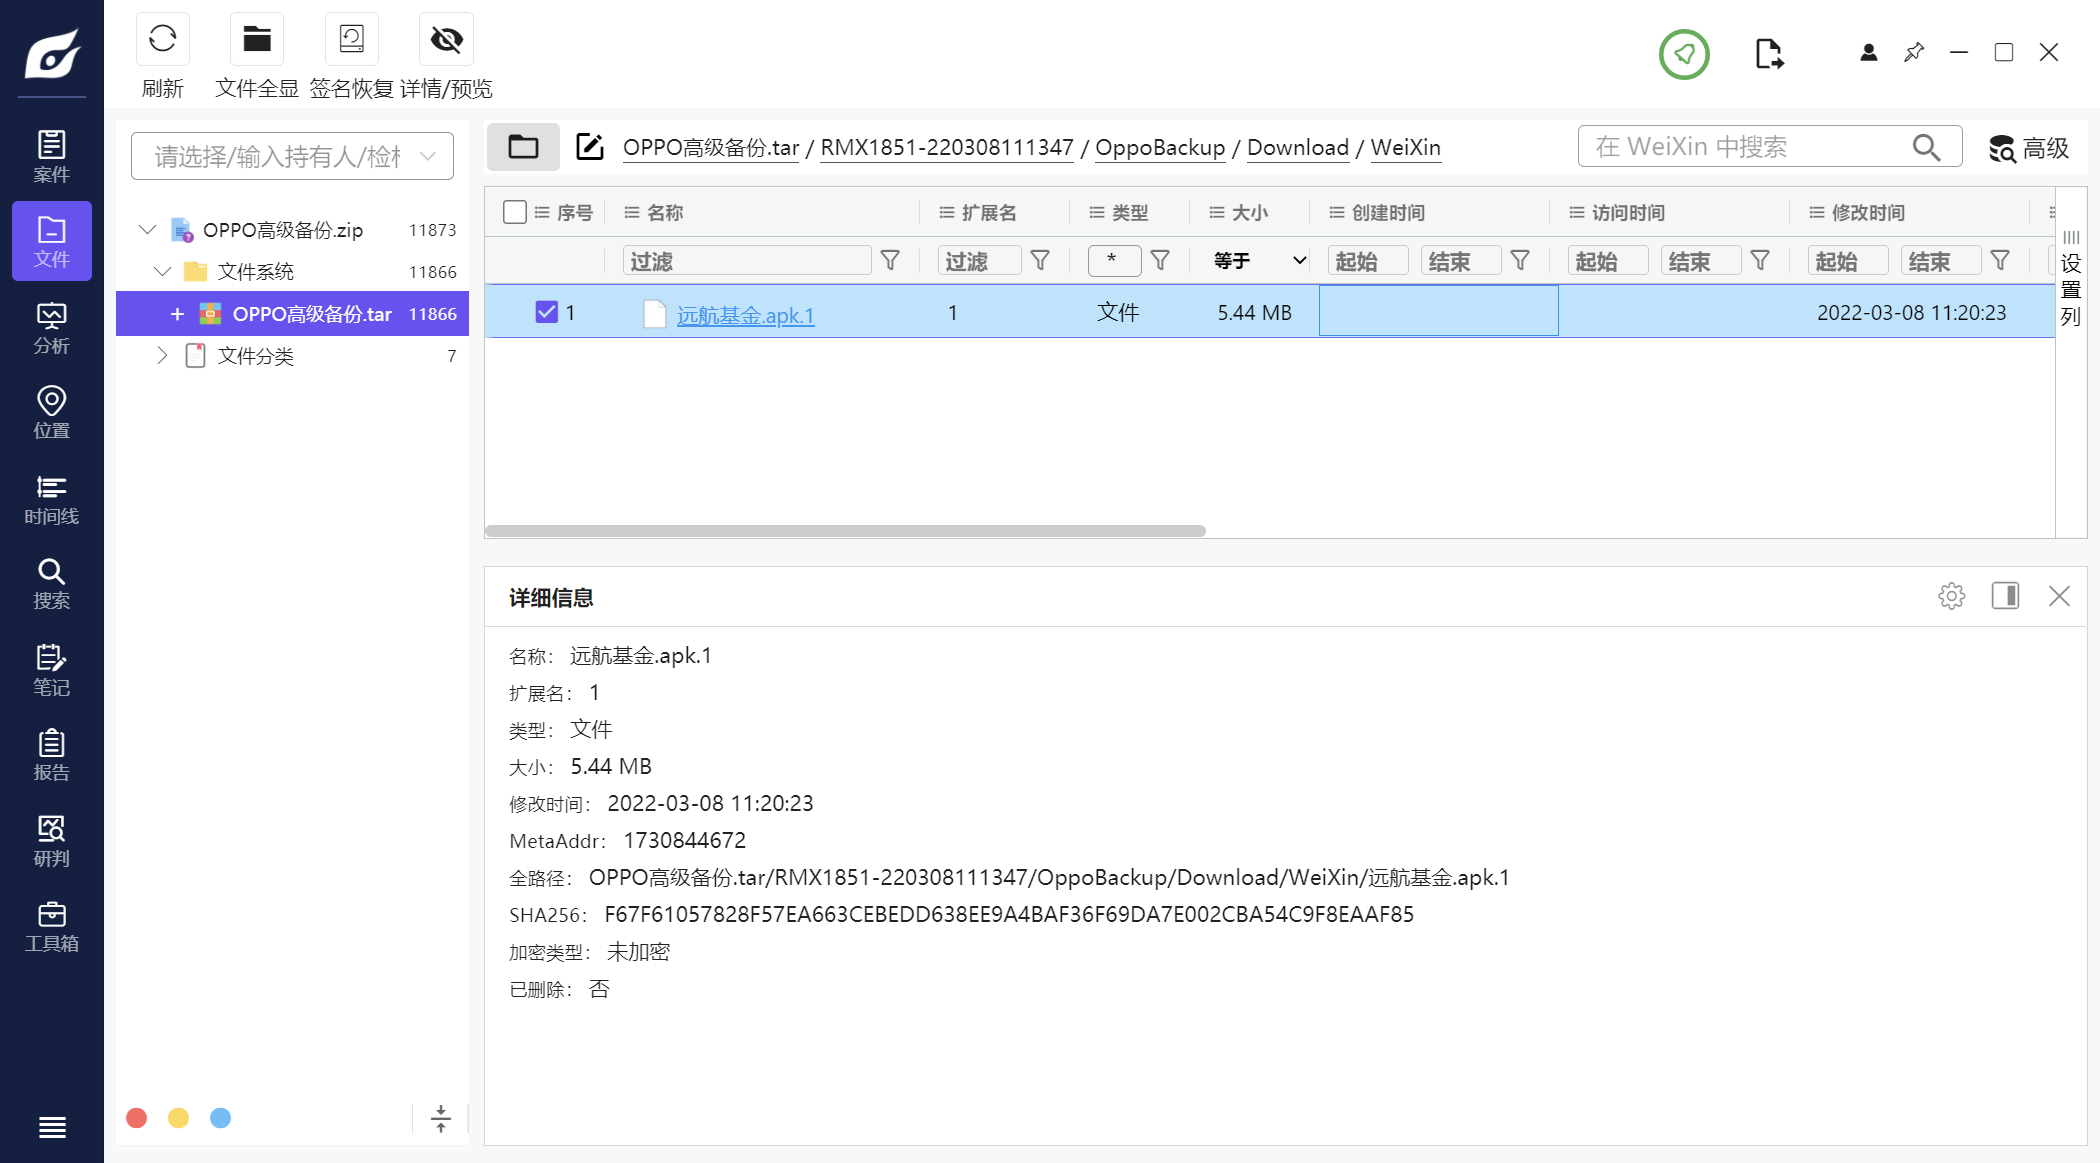 刷新 文件全显 签名恢复 详情/预览
案件
文件
分析
位置
时间线
搜索
笔记
报告
研判
工具箱
请选择/输入持有人/检
OPPO高级备份.zip 11873
文件系统 11866
+ OPPO高级备份.tar 11866
文件分类 7
OPPO高级备份.tar / RMX1851-220308111347 / OppoBackup / Download / WeiXin
在 WeiXin 中搜索
高级
序号 名称 扩展名 类型 大小 创建时间 访问时间 修改时间
过滤 过滤 * 等于 起始 结束 起始 结束 起始 结束
1 远航基金.apk.1 1 文件 5.44 MB 2022-03-08 11:20:23
设置列
详细信息
名称： 远航基金.apk.1
扩展名： 1
类型： 文件
大小： 5.44 MB
修改时间： 2022-03-08 11:20:23
MetaAddr： 1730844672
全路径： OPPO高级备份.tar/RMX1851-220308111347/OppoBackup/Download/WeiXin/远航基金.apk.1
SHA256： F67F61057828F57EA663CEBEDD638EE9A4BAF36F69DA7E002CBA54C9F8EAAF85
加密类型： 未加密
已删除： 否